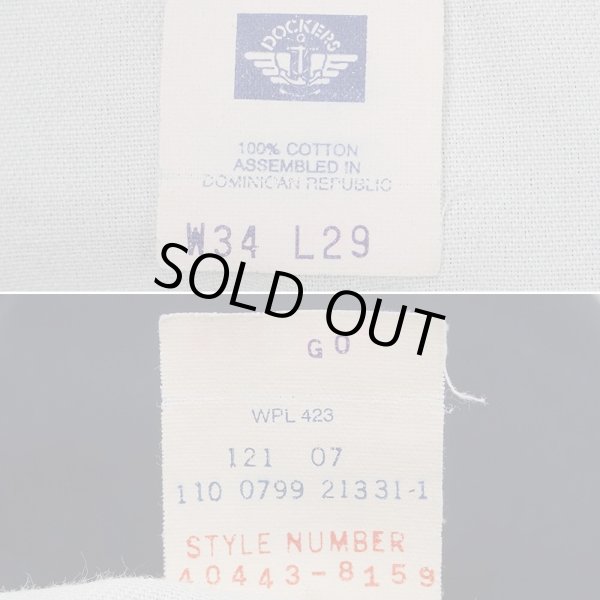 DOCKERS
100% COTTON
ASSEMBLED IN
DOMINICAN REPUBLIC
W34 L29
SOLD OUT
GO
WPL 423
121 07
110 0799 21331-1
STYLE NUMBER
40443-8159